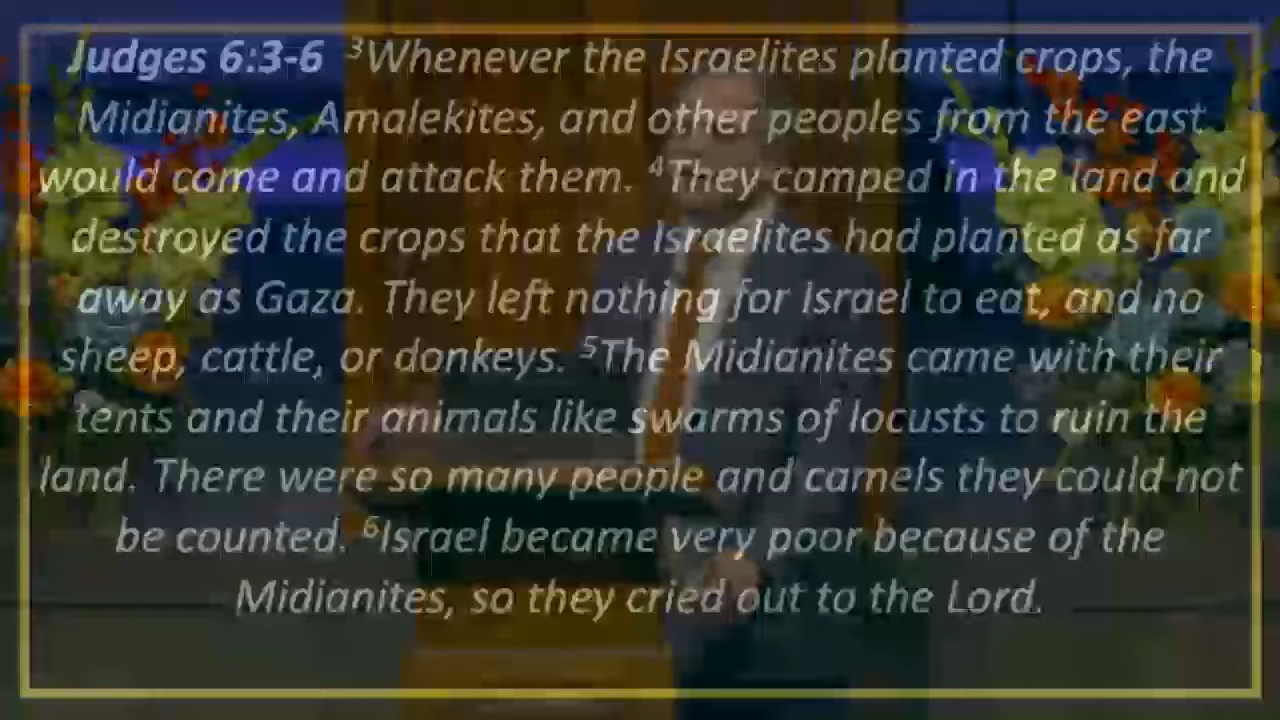 Judges 6:3-6 ³Whenever the Israelites planted crops, the
Midianites, Amalekites, and other peoples from the east
would come and attack them. ⁴They camped in the land and
destroyed the crops that the Israelites had planted as far
away as Gaza. They left nothing for Israel to eat, and no
sheep, cattle, or donkeys. ⁵The Midianites came with their
tents and their animals like swarms of locusts to ruin the
land. There were so many people and camels they could not
be counted. ⁶Israel became very poor because of the
Midianites, so they cried out to the Lord.